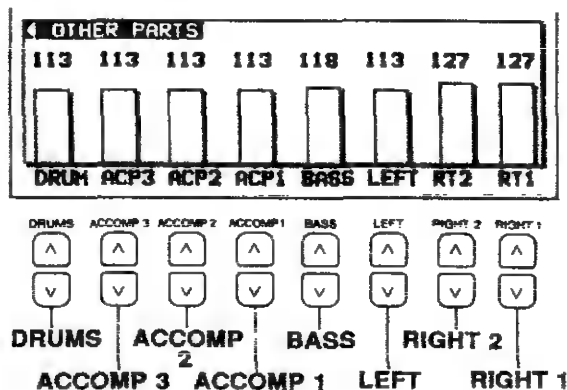 OTHER PARTS
113 113 113 113 118 113 127 127
DRUM ACP3 ACP2 ACP1 BASS LEFT RT2 RT1
DRUMS ACCOMP 3 ACCOMP 2 ACCOMP 1 BASS LEFT RIGHT 2 RIGHT 1
DRUMS ACCOMP 2 BASS RIGHT 2
ACCOMP 3 ACCOMP 1 LEFT RIGHT 1